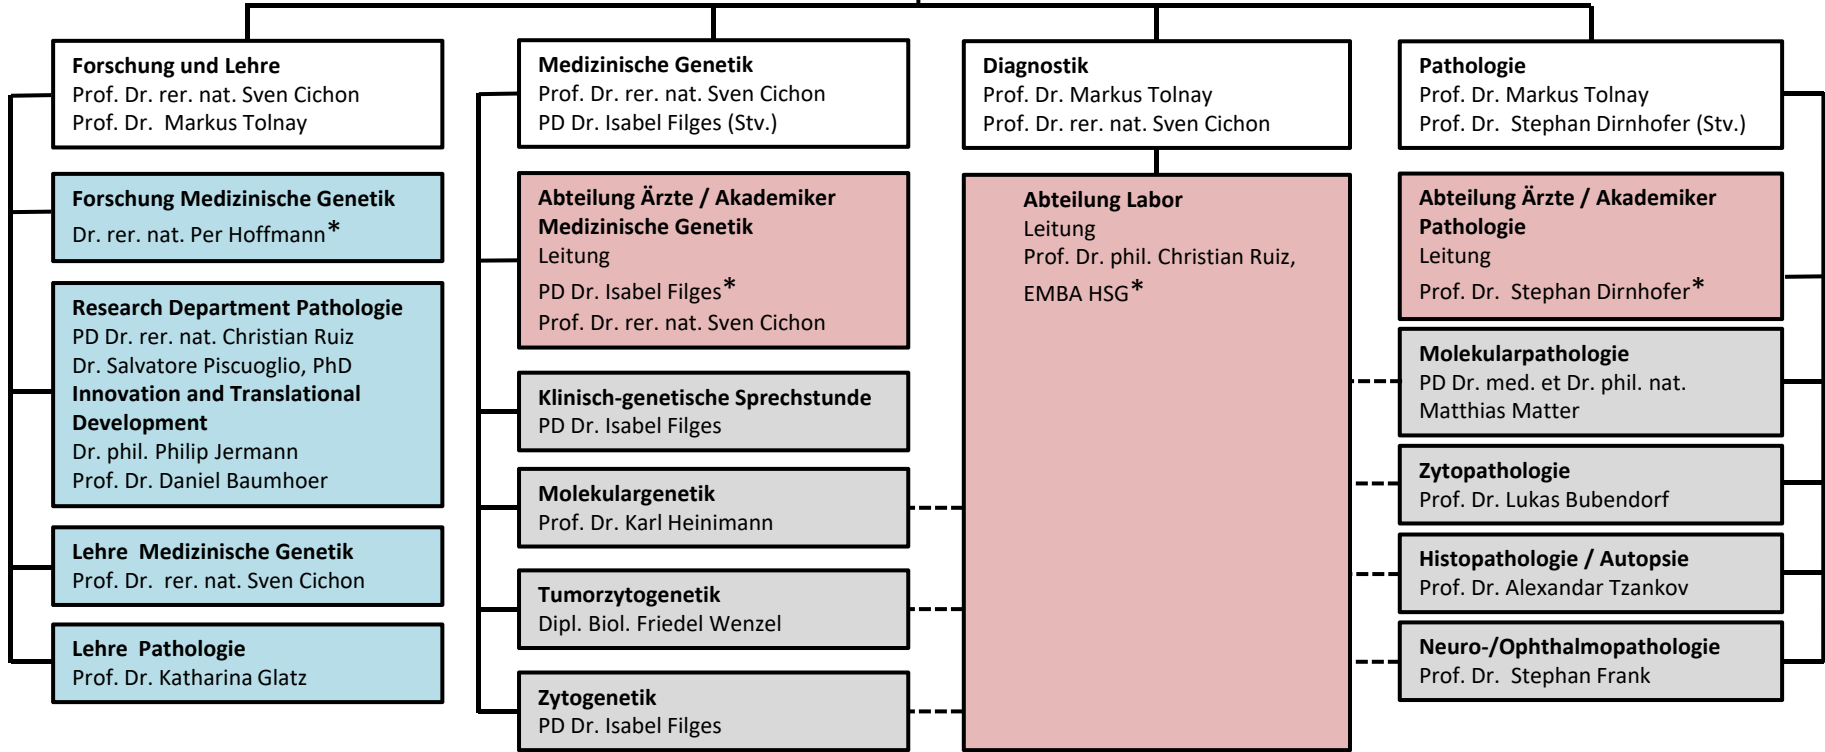 Forschung und Lehre
Prof. Dr. rer. nat. Sven Cichon
Prof. Dr. Markus Tolnay
Forschung Medizinische Genetik
Dr. rer. nat. Per Hoffmann*
Research Department Pathologie
PD Dr. rer. nat. Christian Ruiz
Dr. Salvatore Piscuoglio, PhD
Innovation and Translational
Development
Dr. phil. Philip Jermann
Prof. Dr. Daniel Baumhoer
Lehre Medizinische Genetik
Prof. Dr. rer. nat. Sven Cichon
Lehre Pathologie
Prof. Dr. Katharina Glatz
Medizinische Genetik
Prof. Dr. rer. nat. Sven Cichon
PD Dr. Isabel Filges (Stv.)
Abteilung Ärzte / Akademiker
Medizinische Genetik
Leitung
PD Dr. Isabel Filges*
Prof. Dr. rer. nat. Sven Cichon
Klinisch-genetische Sprechstunde
PD Dr. Isabel Filges
Molekulargenetik
Prof. Dr. Karl Heinimann
Tumorzytogenetik
Dipl. Biol. Friedel Wenzel
Zytogenetik
PD Dr. Isabel Filges
Diagnostik
Prof. Dr. Markus Tolnay
Prof. Dr. rer. nat. Sven Cichon
Abteilung Labor
Leitung
Prof. Dr. phil. Christian Ruiz,
EMBA HSG*
Pathologie
Prof. Dr. Markus Tolnay
Prof. Dr. Stephan Dirnhofer (Stv.)
Abteilung Ärzte / Akademiker
Pathologie
Leitung
Prof. Dr. Stephan Dirnhofer*
Molekularpathologie
PD Dr. med. et Dr. phil. nat.
Matthias Matter
Zytopathologie
Prof. Dr. Lukas Bubendorf
Histopathologie / Autopsie
Prof. Dr. Alexandar Tzankov
Neuro-/Ophthalmopathologie
Prof. Dr. Stephan Frank